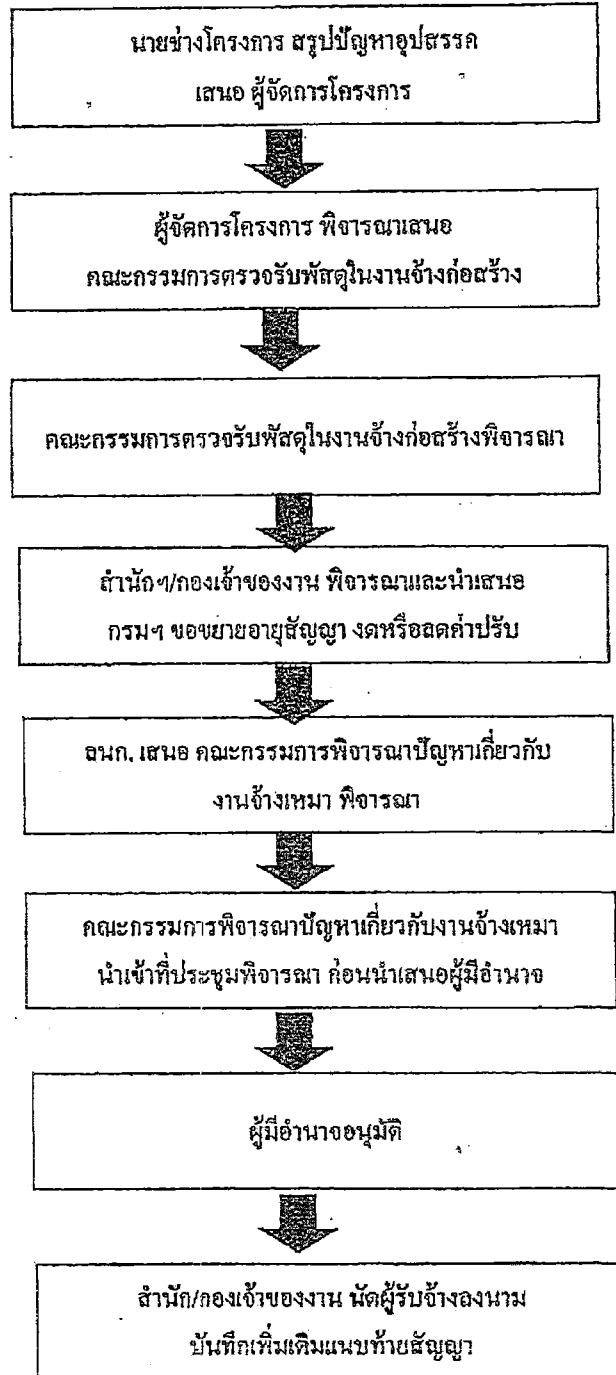 นายช่างโครงการ สรุปปัญหาอุปสรรค
เสนอ ผู้จัดการโครงการ
ผู้จัดการโครงการ พิจารณาเสนอ
คณะกรรมการตรวจรับพัสดุในงานจ้างก่อสร้าง
คณะกรรมการตรวจรับพัสดุในงานจ้างก่อสร้างพิจารณา
สำนักฯ/กองเจ้าของงาน พิจารณาและนำเสนอ
กรมฯ ขอขยายอายุสัญญา งดหรือลดค่าปรับ
ลนก. เสนอ คณะกรรมการพิจารณาปัญหาเกี่ยวกับ
งานจ้างเหมา พิจารณา
คณะกรรมการพิจารณาปัญหาเกี่ยวกับงานจ้างเหมา
นำเข้าที่ประชุมพิจารณา ก่อนนำเสนอผู้มีอำนาจ
ผู้มีอำนาจอนุมัติ
สำนัก/กองเจ้าของงาน นัดผู้รับจ้างลงนาม
บันทึกเพิ่มเติมแนบท้ายสัญญา